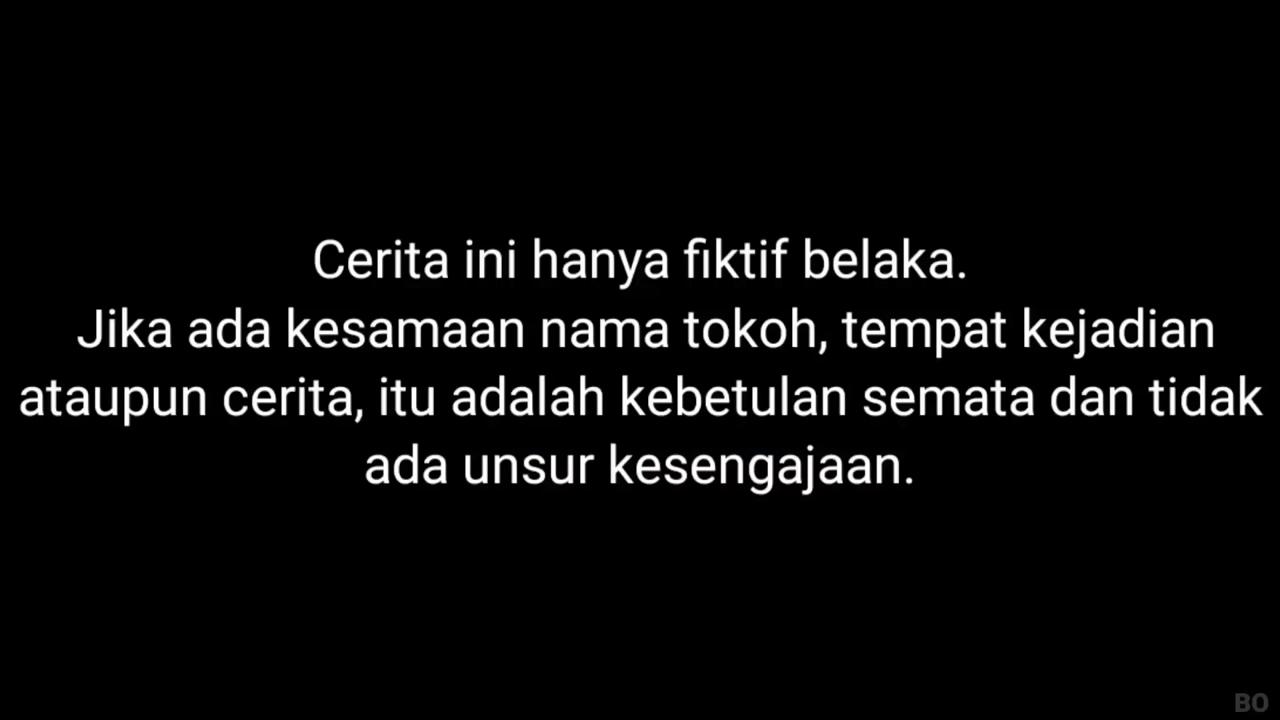 Cerita ini hanya fiktif belaka.
Jika ada kesamaan nama tokoh, tempat kejadian
ataupun cerita, itu adalah kebetulan semata dan tidak
ada unsur kesengajaan.
BO